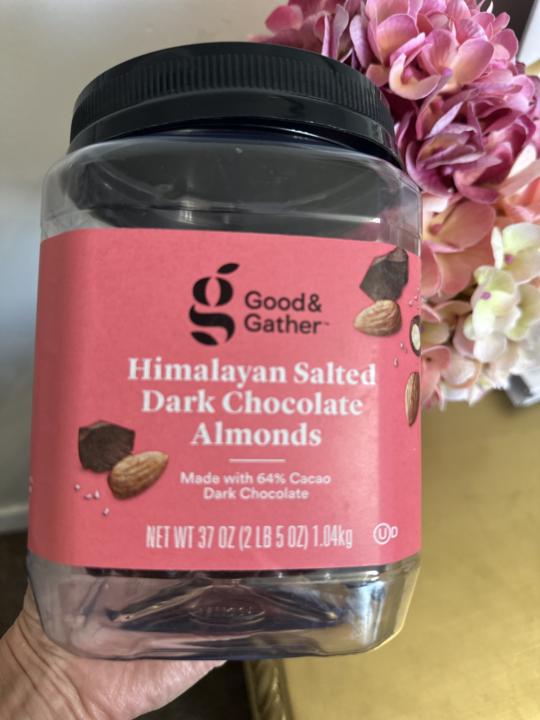 Good&
Gather™
Himalayan Salted
Dark Chocolate
Almonds
Made with 64% Cacao
Dark Chocolate
NET WT 37 OZ (2 LB 5 OZ) 1.04kg
U D